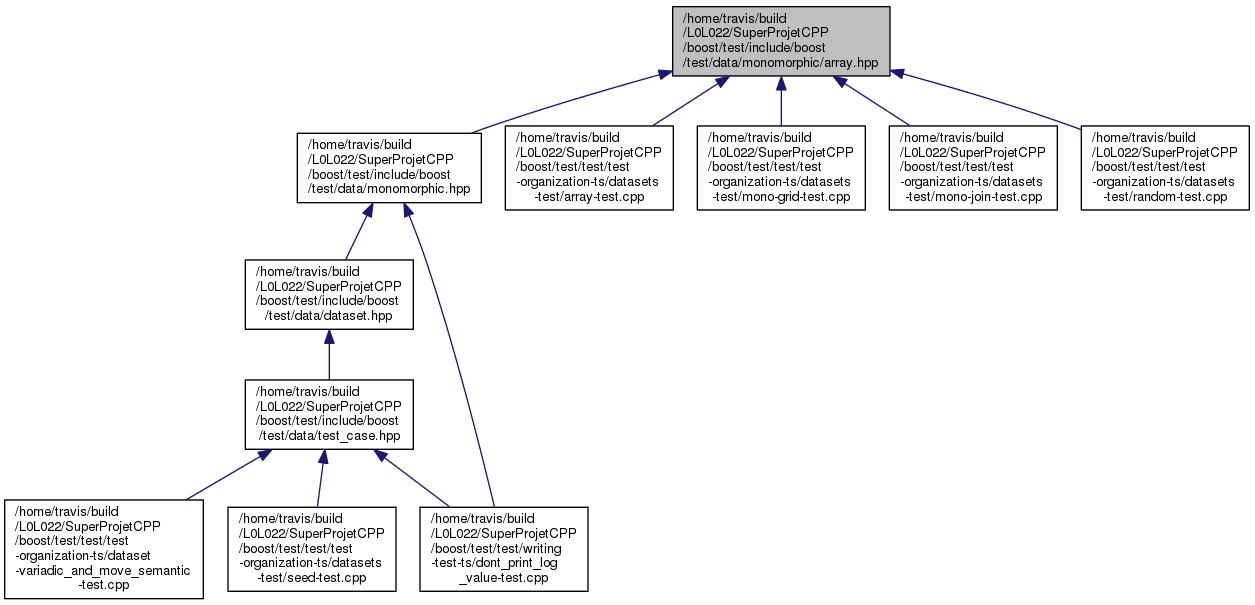 /home/travis/build
/L0L022/SuperProjetCPP
/boost/test/include/boost
/test/data/monomorphic/array.hpp
/home/travis/build
/L0L022/SuperProjetCPP
/boost/test/include/boost
/test/data/monomorphic.hpp
/home/travis/build
/L0L022/SuperProjetCPP
/boost/test/test/test
-organization-ts/datasets
-test/array-test.cpp
/home/travis/build
/L0L022/SuperProjetCPP
/boost/test/test/test
-organization-ts/datasets
-test/mono-grid-test.cpp
/home/travis/build
/L0L022/SuperProjetCPP
/boost/test/test/test
-organization-ts/datasets
-test/mono-join-test.cpp
/home/travis/build
/L0L022/SuperProjetCPP
/boost/test/test/test
-organization-ts/datasets
-test/random-test.cpp
/home/travis/build
/L0L022/SuperProjetCPP
/boost/test/include/boost
/test/data/dataset.hpp
/home/travis/build
/L0L022/SuperProjetCPP
/boost/test/include/boost
/test/data/test_case.hpp
/home/travis/build
/L0L022/SuperProjetCPP
/boost/test/test/test
-organization-ts/dataset
-variadic_and_move_semantic
-test.cpp
/home/travis/build
/L0L022/SuperProjetCPP
/boost/test/test/test
-organization-ts/datasets
-test/seed-test.cpp
/home/travis/build
/L0L022/SuperProjetCPP
/boost/test/test/writing
-test-ts/dont_print_log
_value-test.cpp